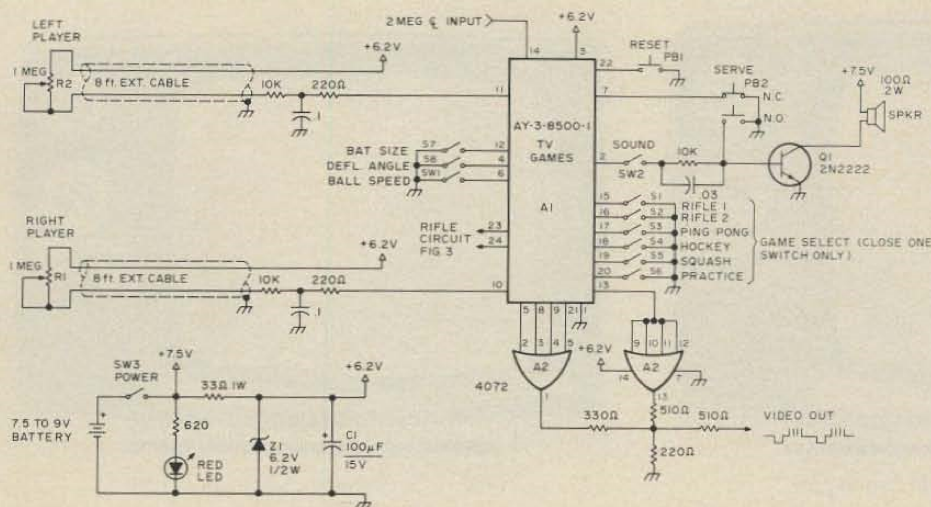 LEFT
PLAYER
1 MEG
R2
8 ft. EXT. CABLE
+6.2V
10K
220Ω
.1
11
2 MEG ℄ INPUT
14
+6.2V
3
22
RESET
PB1
7
SERVE
PB2
N.C.
N.O.
+7.5V
100Ω
2W
SPKR
AY-3-8500-1
TV
GAMES
A1
BAT SIZE
S7
12
DEFL. ANGLE
S8
4
BALL SPEED
SW1
6
2
SOUND
SW2
10K
.03
Q1
2N2222
RIFLE
CIRCUIT
FIG. 3
23
24
15
S1
RIFLE 1
16
S2
RIFLE 2
17
S3
PING PONG
18
S4
HOCKEY
19
S5
SQUASH
20
S6
PRACTICE
GAME SELECT (CLOSE ONE
SWITCH ONLY)
RIGHT
PLAYER
1 MEG
R1
8 ft. EXT. CABLE
+6.2V
10K
220Ω
.1
10
13
5 8 9 21 1
2 3 4 5
A2
4072
1
+6.2V
14
9 10 11 12
A2
7
13
510Ω
330Ω
510Ω
220Ω
VIDEO OUT
SW3
POWER
+7.5V
33Ω 1W
+6.2V
7.5 TO 9V
BATTERY
+
620
RED
LED
Z1
6.2V
1/2W
+
C1
100µF
15V